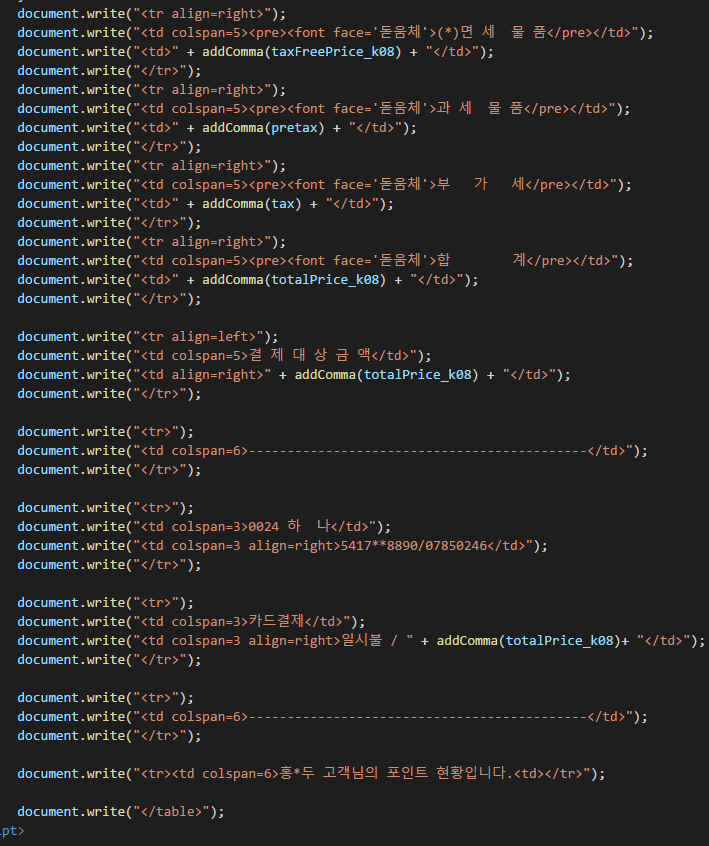 document.write("<tr align=right>");
document.write("<td colspan=5><pre><font face='돋움체'>(*)면 세  물 품</pre></td>");
document.write("<td>" + addComma(taxFreePrice_k08) + "</td>");
document.write("</tr>");
document.write("<tr align=right>");
document.write("<td colspan=5><pre><font face='돋움체'>과 세  물 품</pre></td>");
document.write("<td>" + addComma(pretax) + "</td>");
document.write("</tr>");
document.write("<tr align=right>");
document.write("<td colspan=5><pre><font face='돋움체'>부   가   세</pre></td>");
document.write("<td>" + addComma(tax) + "</td>");
document.write("</tr>");
document.write("<tr align=right>");
document.write("<td colspan=5><pre><font face='돋움체'>합        계</pre></td>");
document.write("<td>" + addComma(totalPrice_k08) + "</td>");
document.write("</tr>");
document.write("<tr align=left>");
document.write("<td colspan=5>결 제 대 상 금 액</td>");
document.write("<td align=right>" + addComma(totalPrice_k08) + "</td>");
document.write("</tr>");
document.write("<tr>");
document.write("<td colspan=6>--------------------------------------------</td>");
document.write("</tr>");
document.write("<tr>");
document.write("<td colspan=3>0024 하  나</td>");
document.write("<td colspan=3 align=right>5417**8890/07850246</td>");
document.write("</tr>");
document.write("<tr>");
document.write("<td colspan=3>카드결제</td>");
document.write("<td colspan=3 align=right>일시불 / " + addComma(totalPrice_k08)+ "</td>");
document.write("</tr>");
document.write("<tr>");
document.write("<td colspan=6>--------------------------------------------</td>");
document.write("</tr>");
document.write("<tr><td colspan=6>홍*두 고객님의 포인트 현황입니다.<td></tr>");
document.write("</table>");
ipt>